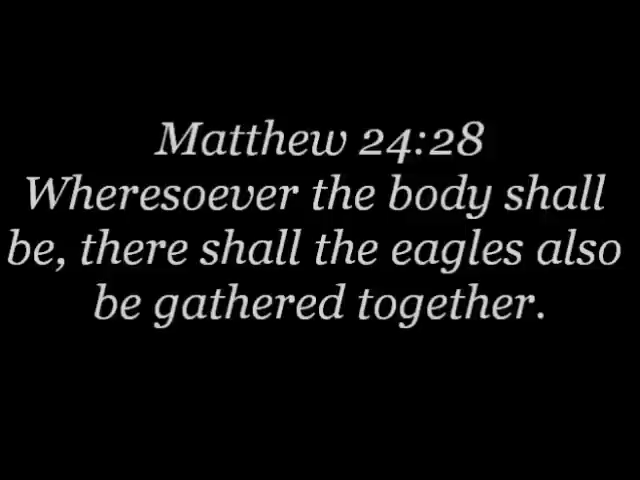 Matthew 24:28
Wheresoever the body shall
be, there shall the eagles also
be gathered together.